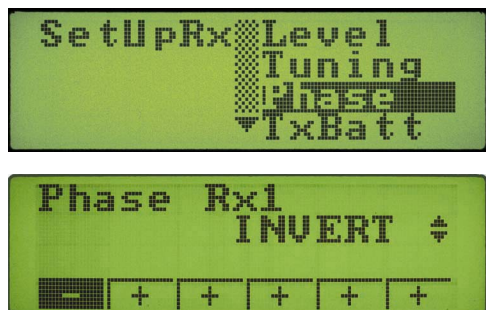 SetUpRx Level
Tuning
Phase
TxBatt
Phase Rx1
INVERT
- + + + + +